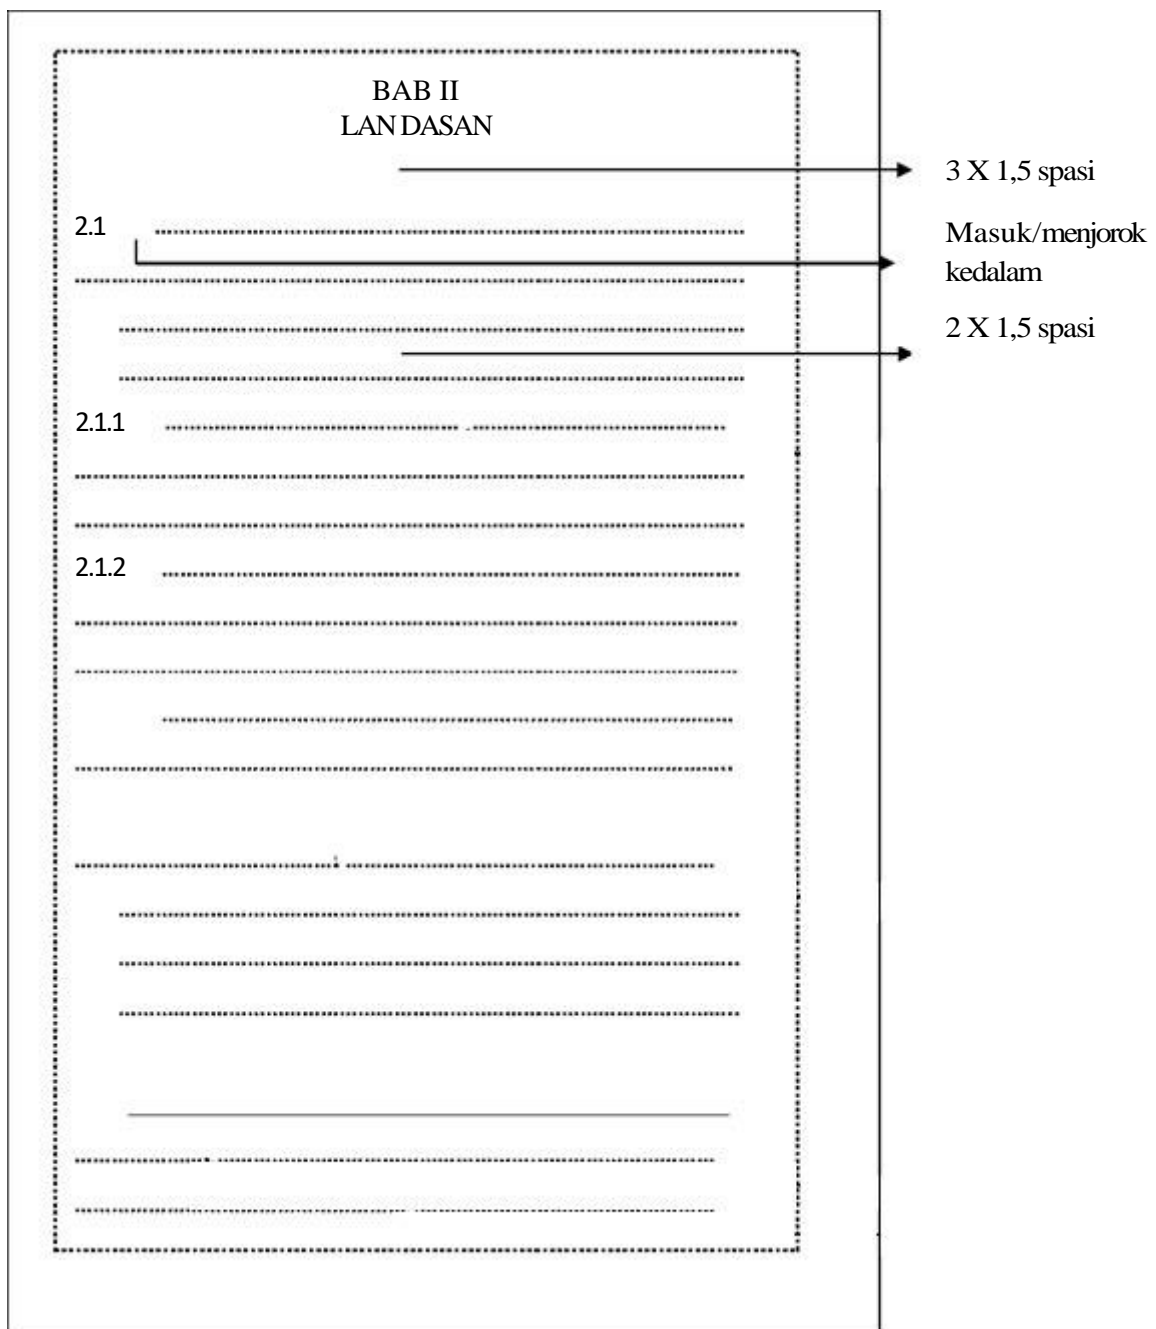 BAB II
LANDASAN
3 X 1,5 spasi
2.1
Masuk/menjorok
kedalam
2 X 1,5 spasi
2.1.1
2.1.2